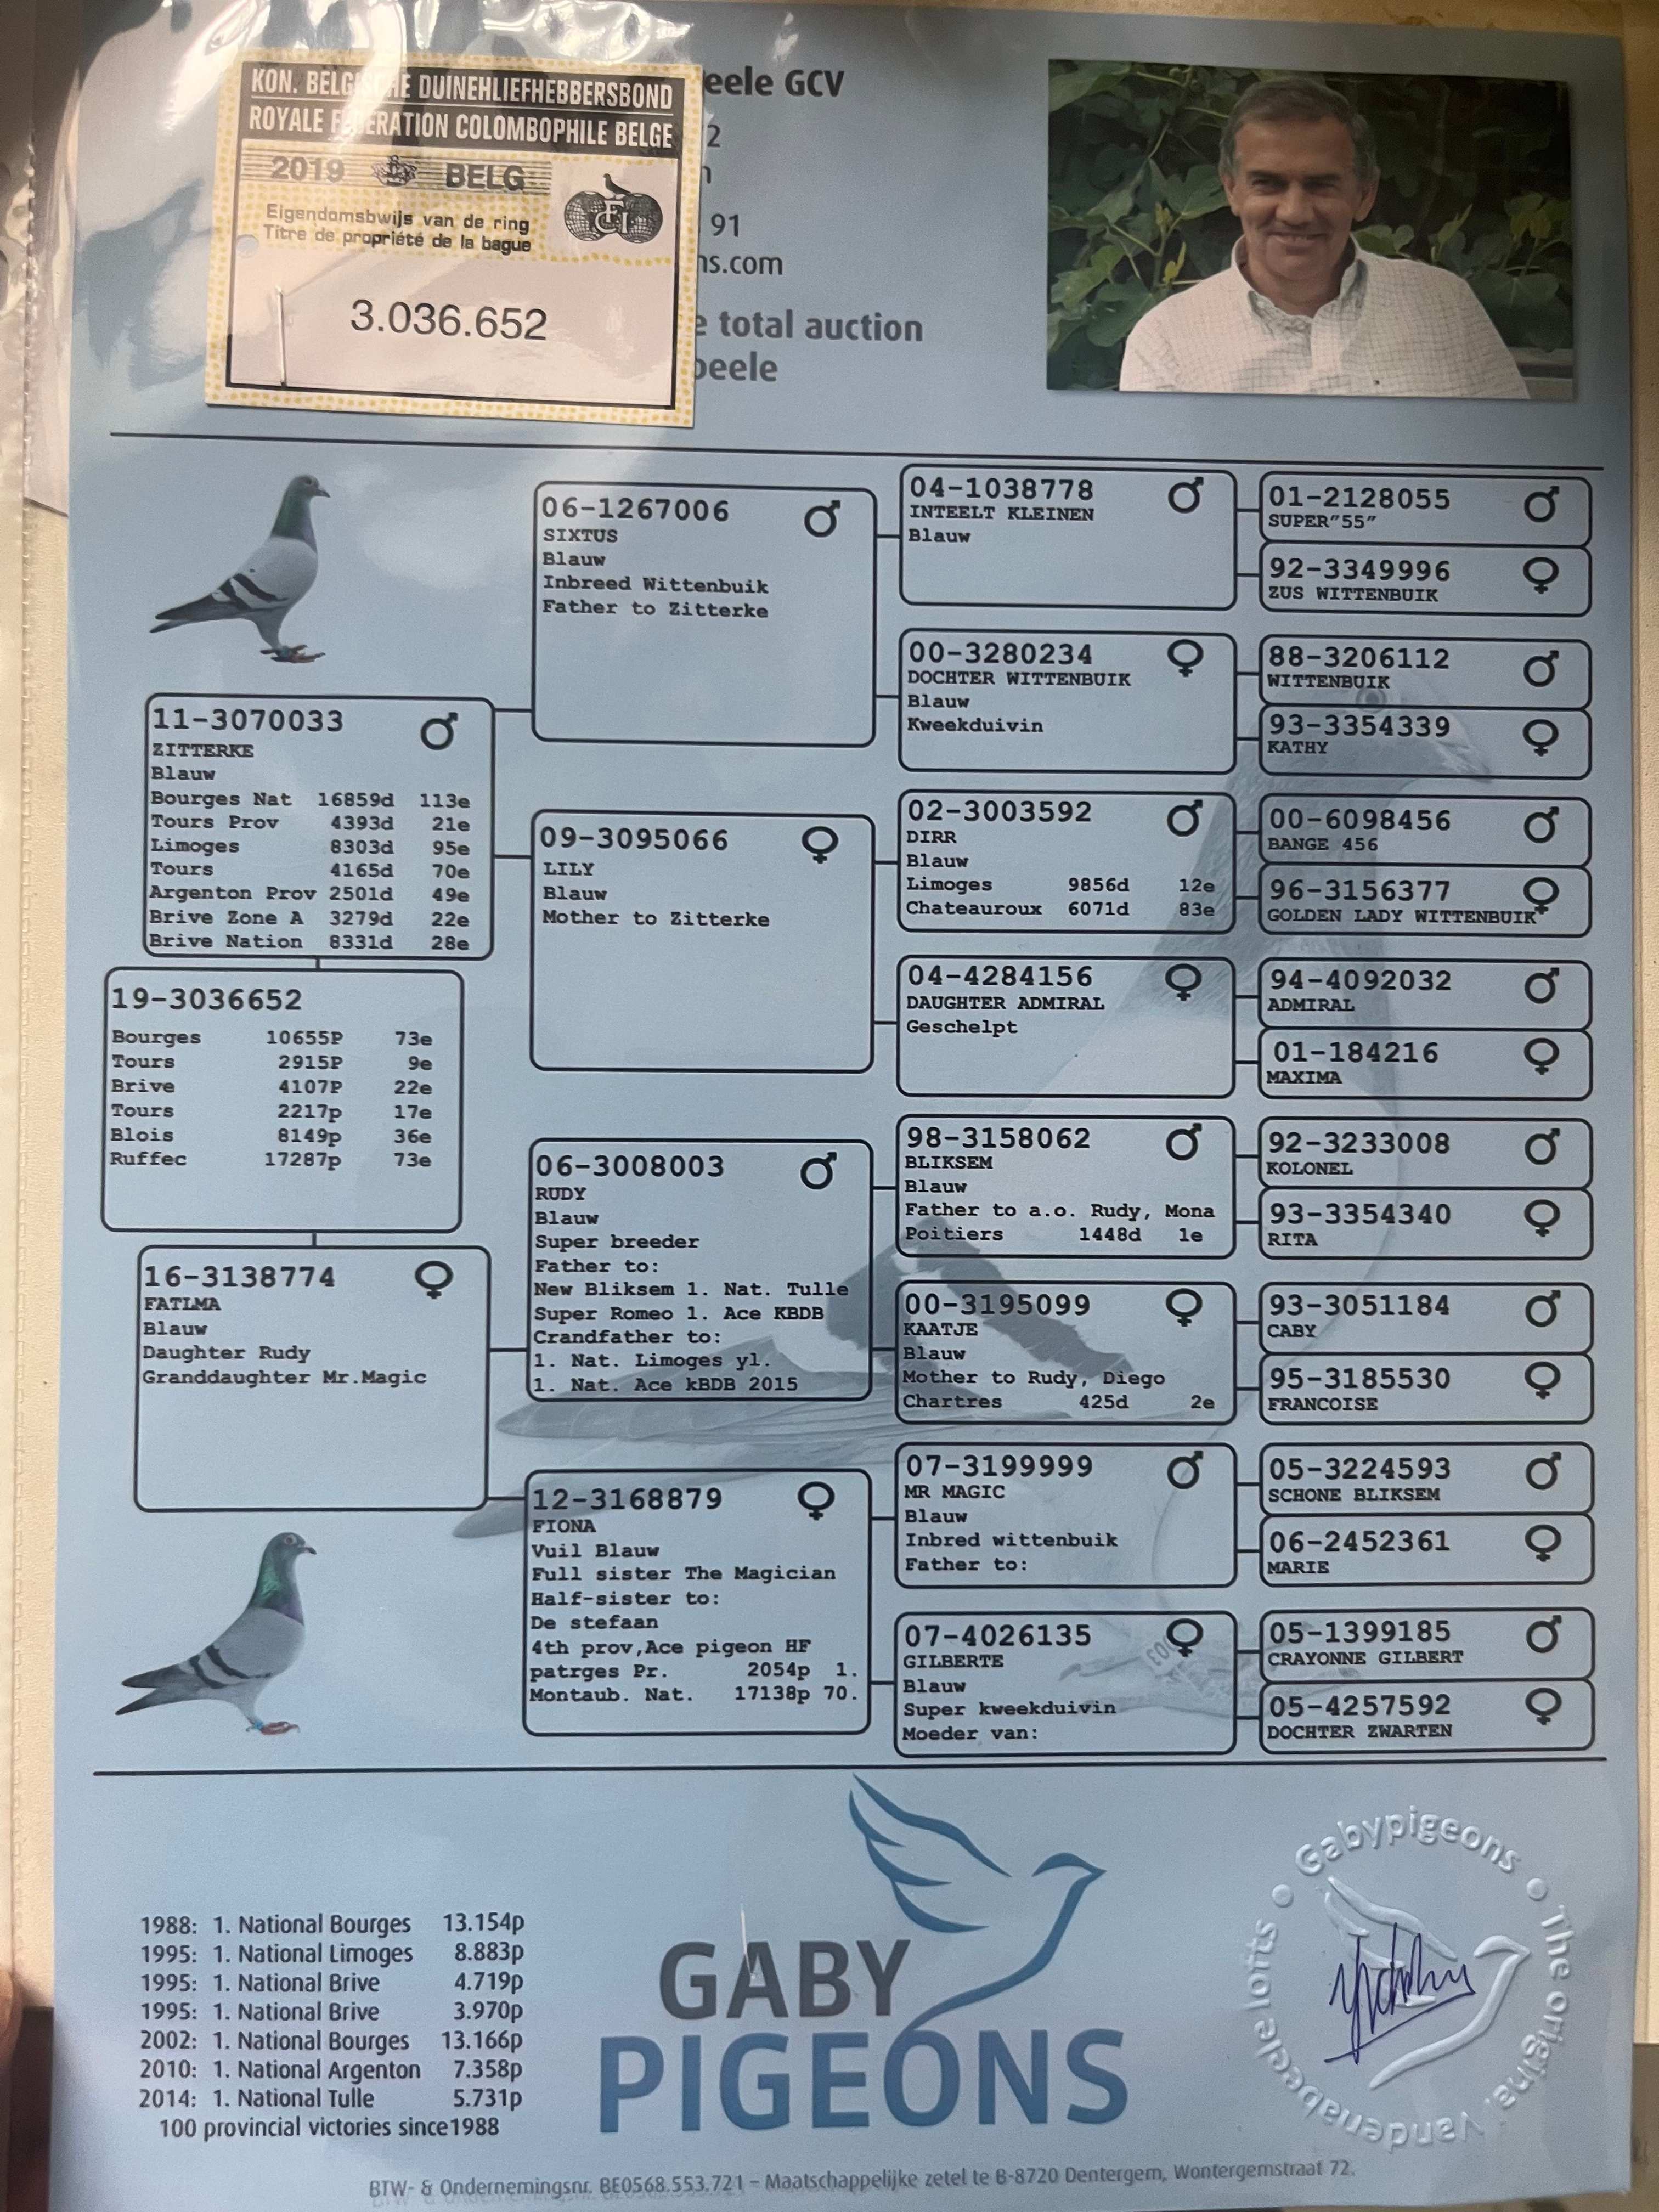 KON. BELGISCHE DUINEHLIEFHEBBERSBOND
ROYALE FEDERATION COLOMBOPHILE BELGE
2019 BELG
FCI
Eigendomsbwijs van de ring
Titre de propriété de la bague
3.036.652
eele GCV
2
91
ns.com
e total auction
beele
11-3070033 ♂
ZITTERKE
Blauw
Bourges Nat 16859d 113e
Tours Prov 4393d 21e
Limoges 8303d 95e
Tours 4165d 70e
Argenton Prov 2501d 49e
Brive Zone A 3279d 22e
Brive Nation 8331d 28e
19-3036652
Bourges 10655P 73e
Tours 2915P 9e
Brive 4107P 22e
Tours 2217p 17e
Blois 8149p 36e
Ruffec 17287p 73e
16-3138774 ♀
FATLMA
Blauw
Daughter Rudy
Granddaughter Mr.Magic
06-1267006 ♂
SIXTUS
Blauw
Inbreed Wittenbuik
Father to Zitterke
09-3095066 ♀
LILY
Blauw
Mother to Zitterke
06-3008003 ♂
RUDY
Blauw
Super breeder
Father to:
New Bliksem 1. Nat. Tulle
Super Romeo 1. Ace KBDB
Crandfather to:
1. Nat. Limoges yl.
1. Nat. Ace kBDB 2015
12-3168879 ♀
FIONA
Vuil Blauw
Full sister The Magician
Half-sister to:
De stefaan
4th prov,Ace pigeon HF
patrges Pr. 2054p 1.
Montaub. Nat. 17138p 70.
04-1038778 ♂
INTEELT KLEINEN
Blauw
00-3280234 ♀
DOCHTER WITTENBUIK
Blauw
Kweekduivin
02-3003592 ♂
DIRR
Blauw
Limoges 9856d 12e
Chateauroux 6071d 83e
04-4284156 ♀
DAUGHTER ADMIRAL
Geschelpt
98-3158062 ♂
BLIKSEM
Blauw
Father to a.o. Rudy, Mona
Poitiers 1448d 1e
00-3195099 ♀
KAATJE
Blauw
Mother to Rudy, Diego
Chartres 425d 2e
07-3199999 ♂
MR MAGIC
Blauw
Inbred wittenbuik
Father to:
07-4026135 ♀
GILBERTE
Blauw
Super kweekduivin
Moeder van:
01-2128055 ♂
SUPER"55"
92-3349996 ♀
ZUS WITTENBUIK
88-3206112 ♂
WITTENBUIK
93-3354339 ♀
KATHY
00-6098456 ♂
BANGE 456
96-3156377 ♀
GOLDEN LADY WITTENBUIK
94-4092032 ♂
ADMIRAL
01-184216 ♀
MAXIMA
92-3233008 ♂
KOLONEL
93-3354340 ♀
RITA
93-3051184 ♂
CABY
95-3185530 ♀
FRANCOISE
05-3224593 ♂
SCHONE BLIKSEM
06-2452361 ♀
MARIE
05-1399185 ♂
CRAYONNE GILBERT
05-4257592 ♀
DOCHTER ZWARTEN
1988: 1. National Bourges 13.154p
1995: 1. National Limoges 8.883p
1995: 1. National Brive 4.719p
1995: 1. National Brive 3.970p
2002: 1. National Bourges 13.166p
2010: 1. National Argenton 7.358p
2014: 1. National Tulle 5.731p
100 provincial victories since1988
GABY
PIGEONS
Gabypigeons • The original Vandenabeele lofts •
BTW- & Ondernemingsnr. BE0568.553.721 – Maatschappelijke zetel te B-8720 Dentergem, Wontergemstraat 72.